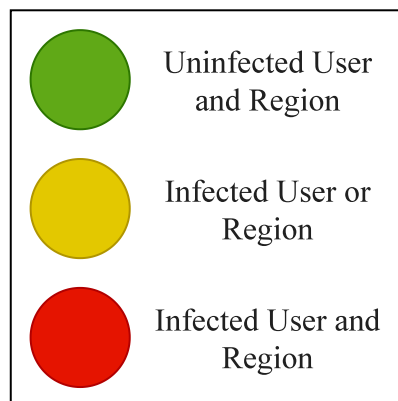 Uninfected User
and Region
Infected User or
Region
Infected User and
Region